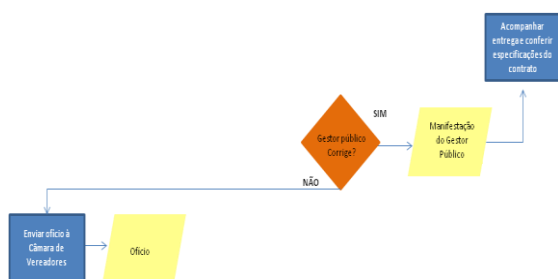 Acompanhar
entrega e conferir
especificações do
contrato
SIM
Gestor público
Corrige?
Manifestação
do Gestor
Público
NÃO
Enviar ofício à
Câmara de
Vereadores
Ofício